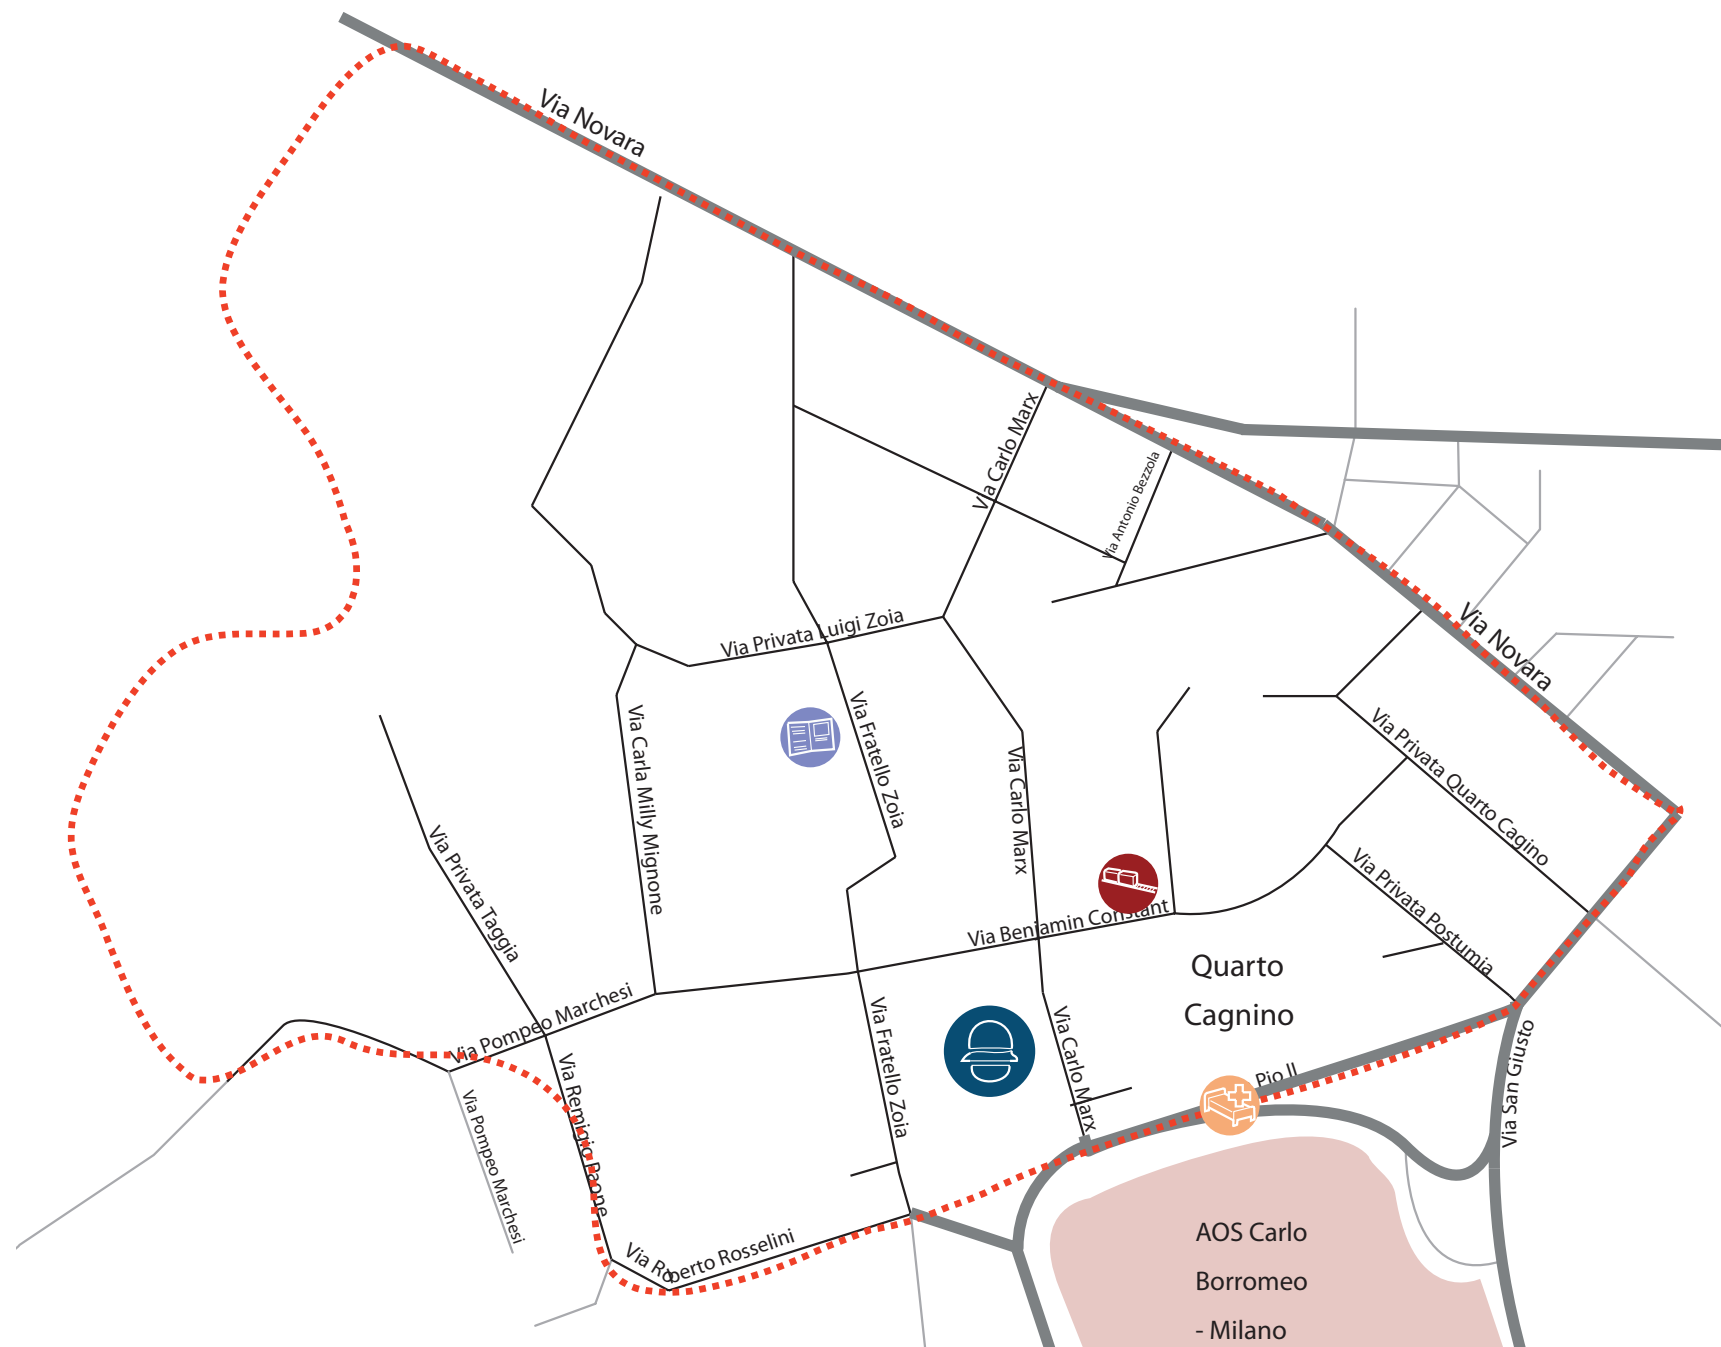 Via Novara
Via Carlo Marx
Via Antonio Bezzola
Via Privata Luigi Zoia
Via Novara
Via Carla Milly Mignone
Via Fratello Zoia
Via Carlo Marx
Via Privata Quarto Cagino
Via Privata Taggia
Via Privata Postumia
Via Benjamin Constant
Quarto
Cagnino
Via Pompeo Marchesi
Via Fratello Zoia
Via Carlo Marx
Pio II
Via San Giusto
Via Remigio Paone
Via Pompeo Marchesi
Via Roberto Rosselini
AOS Carlo
Borromeo
- Milano